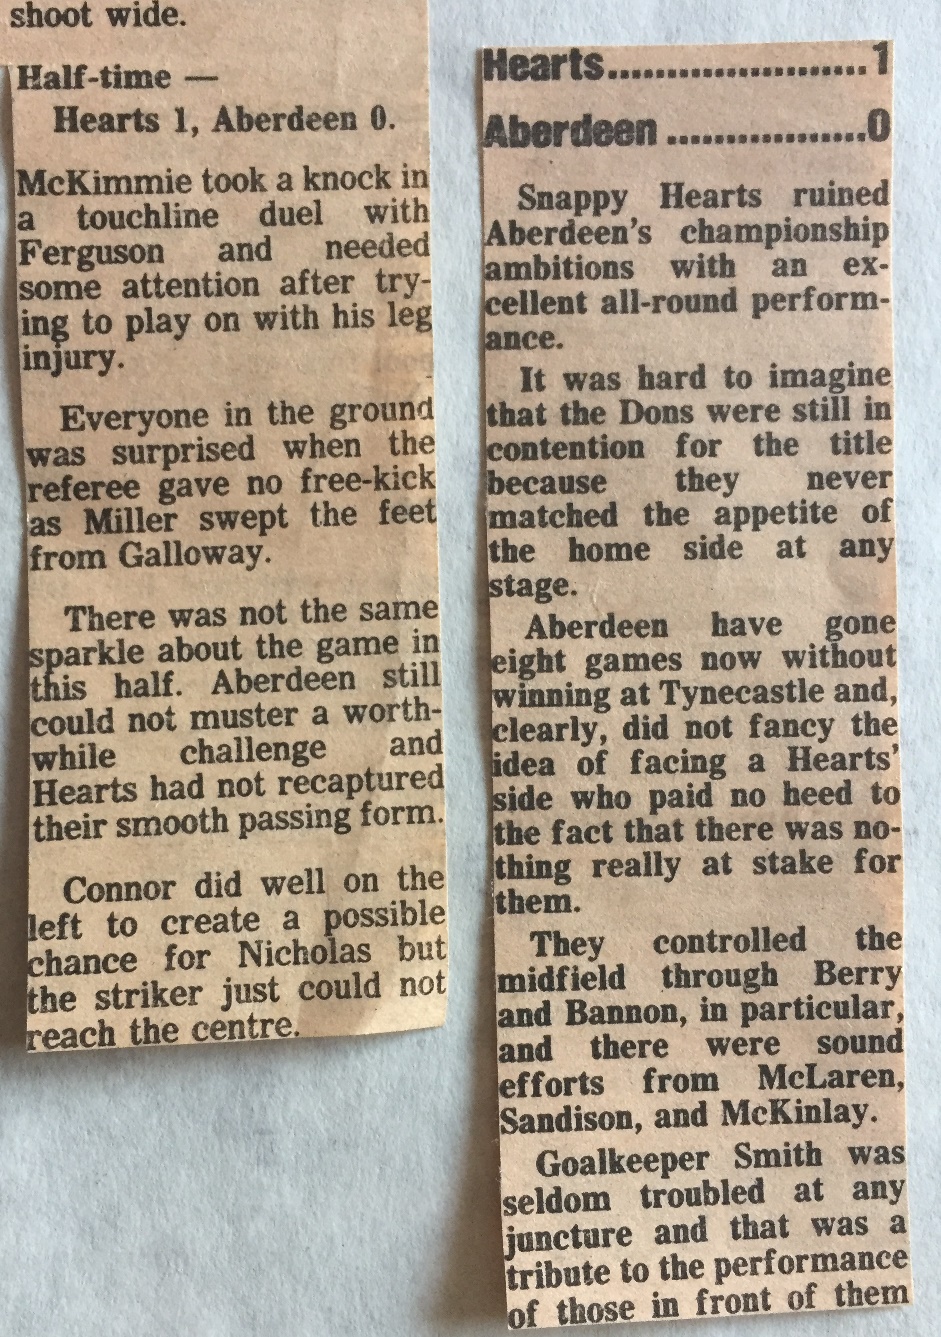 shoot wide.
Half-time —
Hearts 1, Aberdeen 0.
McKimmie took a knock in
a touchline duel with
Ferguson and needed
some attention after try-
ing to play on with his leg
injury.
Everyone in the ground
was surprised when the
referee gave no free-kick
as Miller swept the feet
from Galloway.
There was not the same
sparkle about the game in
this half. Aberdeen still
could not muster a worth-
while challenge and
Hearts had not recaptured
their smooth passing form.
Connor did well on the
left to create a possible
chance for Nicholas but
the striker just could not
reach the centre.
Hearts......................1
Aberdeen .................0
Snappy Hearts ruined
Aberdeen's championship
ambitions with an ex-
cellent all-round perform-
ance.
It was hard to imagine
that the Dons were still in
contention for the title
because they never
matched the appetite of
the home side at any
stage.
Aberdeen have gone
eight games now without
winning at Tynecastle and,
clearly, did not fancy the
idea of facing a Hearts'
side who paid no heed to
the fact that there was no-
thing really at stake for
them.
They controlled the
midfield through Berry
and Bannon, in particular,
and there were sound
efforts from McLaren,
Sandison, and McKinlay.
Goalkeeper Smith was
seldom troubled at any
juncture and that was a
tribute to the performance
of those in front of them